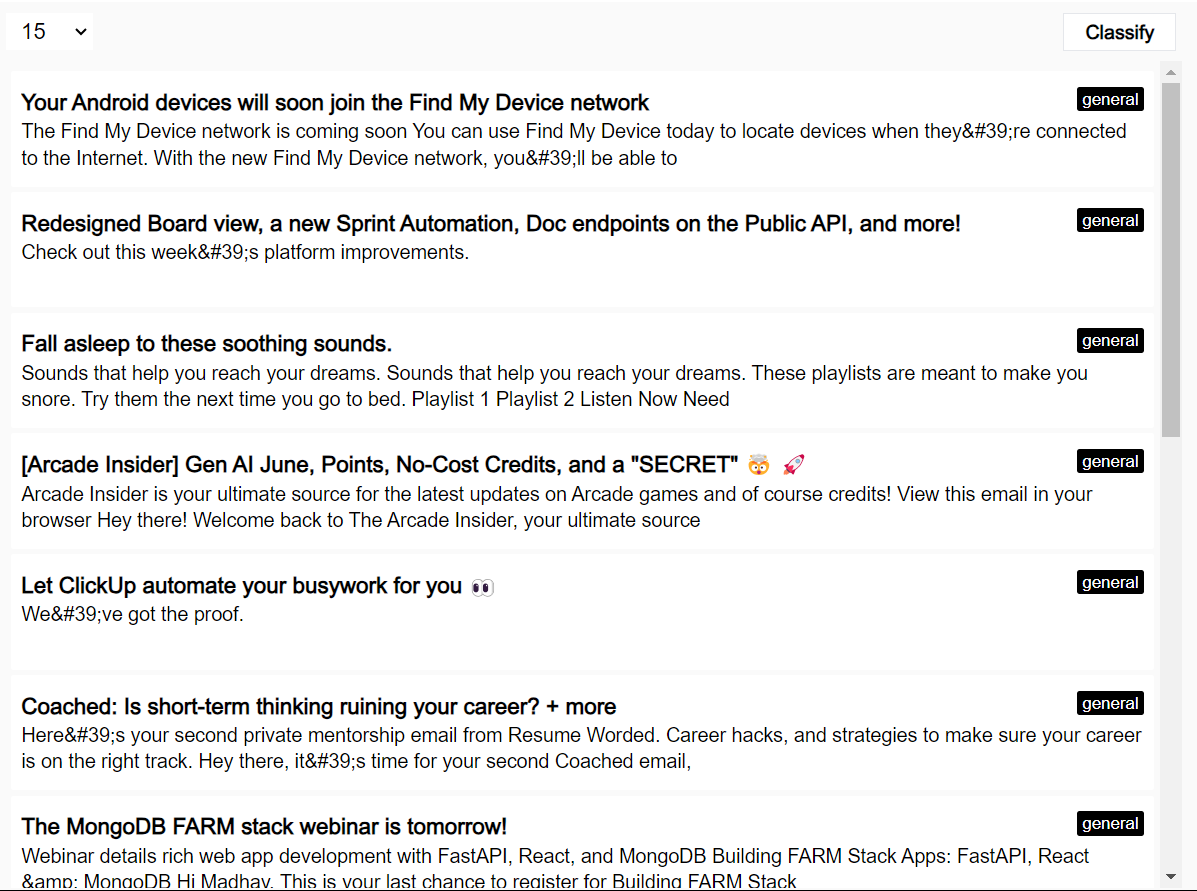 15
Classify
Your Android devices will soon join the Find My Device network
general
The Find My Device network is coming soon You can use Find My Device today to locate devices when they&#39;re connected
to the Internet. With the new Find My Device network, you&#39;ll be able to
Redesigned Board view, a new Sprint Automation, Doc endpoints on the Public API, and more!
general
Check out this week&#39;s platform improvements.
Fall asleep to these soothing sounds.
general
Sounds that help you reach your dreams. Sounds that help you reach your dreams. These playlists are meant to make you
snore. Try them the next time you go to bed. Playlist 1 Playlist 2 Listen Now Need
[Arcade Insider] Gen AI June, Points, No-Cost Credits, and a "SECRET" 🤯 🚀
general
Arcade Insider is your ultimate source for the latest updates on Arcade games and of course credits! View this email in your
browser Hey there! Welcome back to The Arcade Insider, your ultimate source
Let ClickUp automate your busywork for you 👀
general
We&#39;ve got the proof.
Coached: Is short-term thinking ruining your career? + more
general
Here&#39;s your second private mentorship email from Resume Worded. Career hacks, and strategies to make sure your career
is on the right track. Hey there, it&#39;s time for your second Coached email,
The MongoDB FARM stack webinar is tomorrow!
general
Webinar details rich web app development with FastAPI, React, and MongoDB Building FARM Stack Apps: FastAPI, React
&amp; MongoDB Hi Madhav, This is your last chance to register for Building FARM Stack